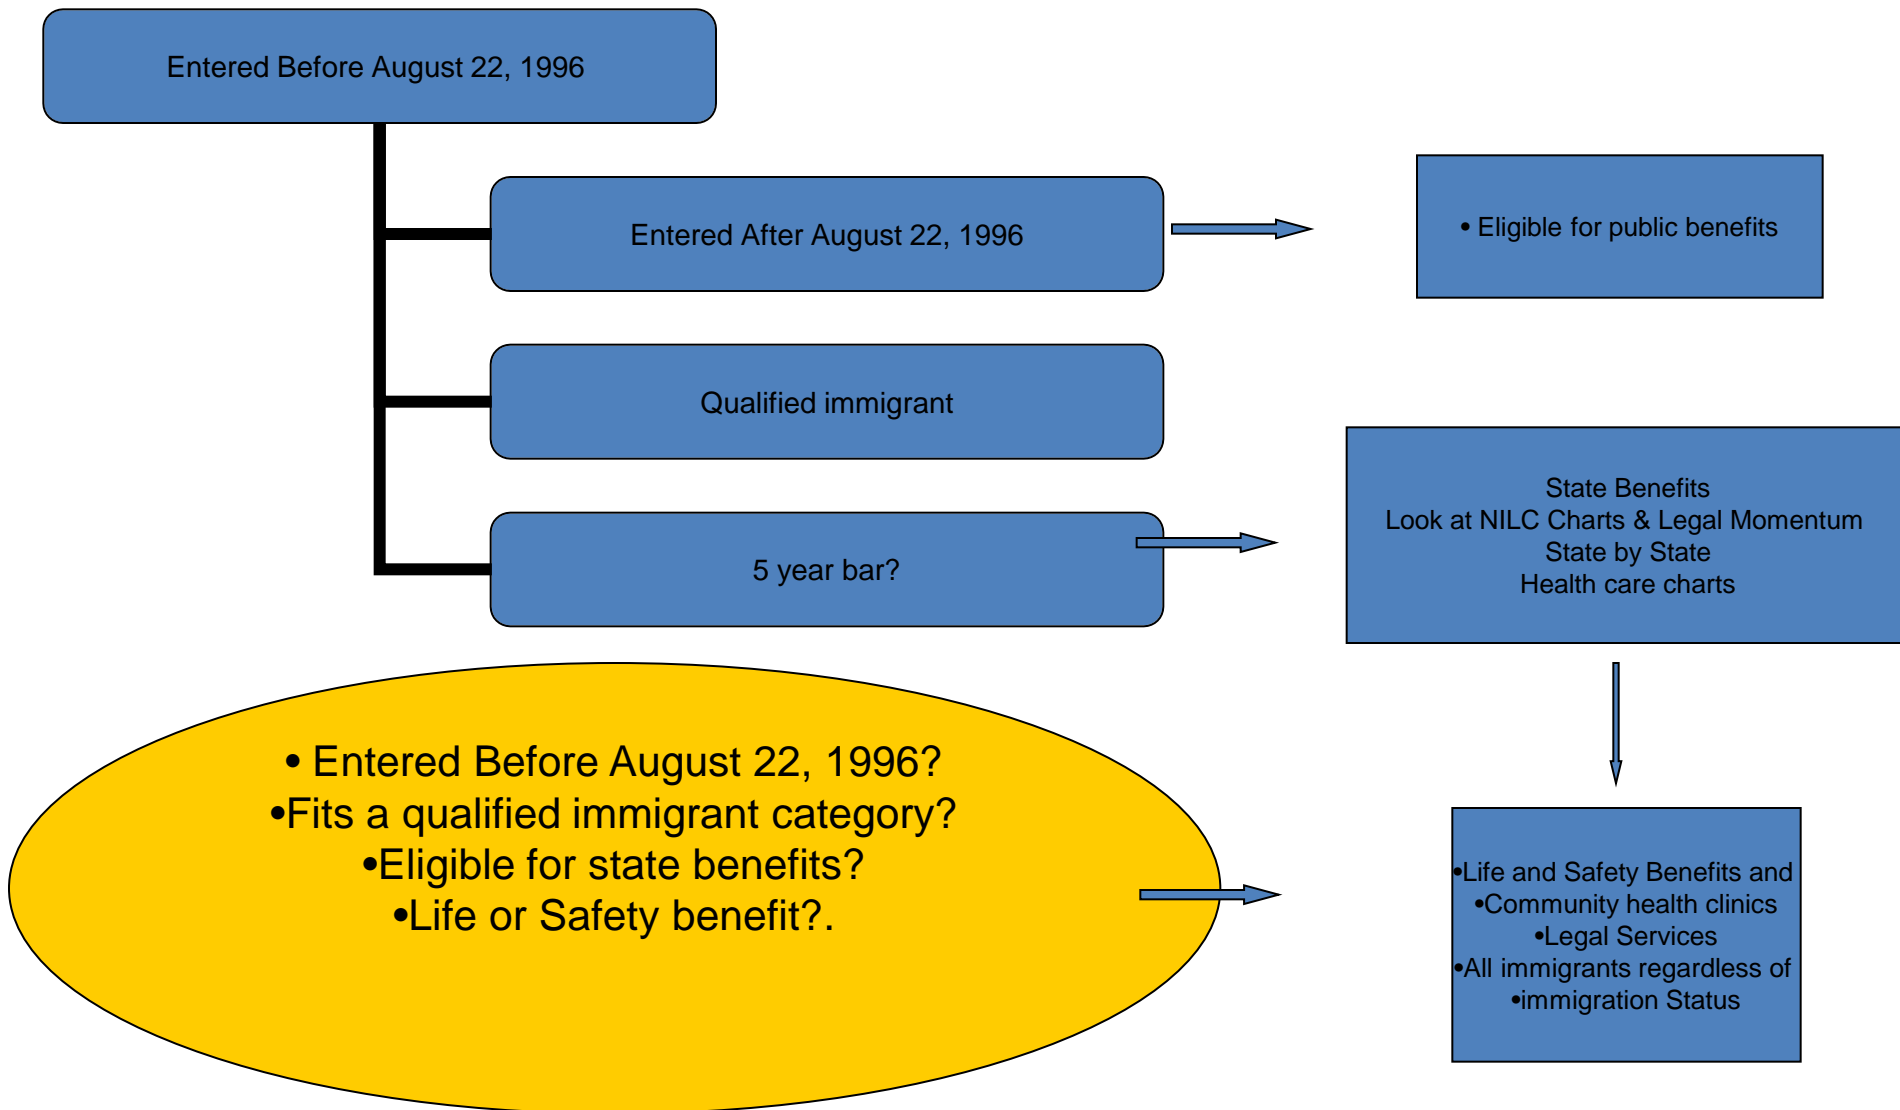 Entered Before August 22, 1996
Entered After August 22, 1996
• Eligible for public benefits
Qualified immigrant
5 year bar?
State Benefits
Look at NILC Charts & Legal Momentum
State by State
Health care charts
• Entered Before August 22, 1996?
•Fits a qualified immigrant category?
•Eligible for state benefits?
•Life or Safety benefit?.
•Life and Safety Benefits and
•Community health clinics
•Legal Services
•All immigrants regardless of
•immigration Status